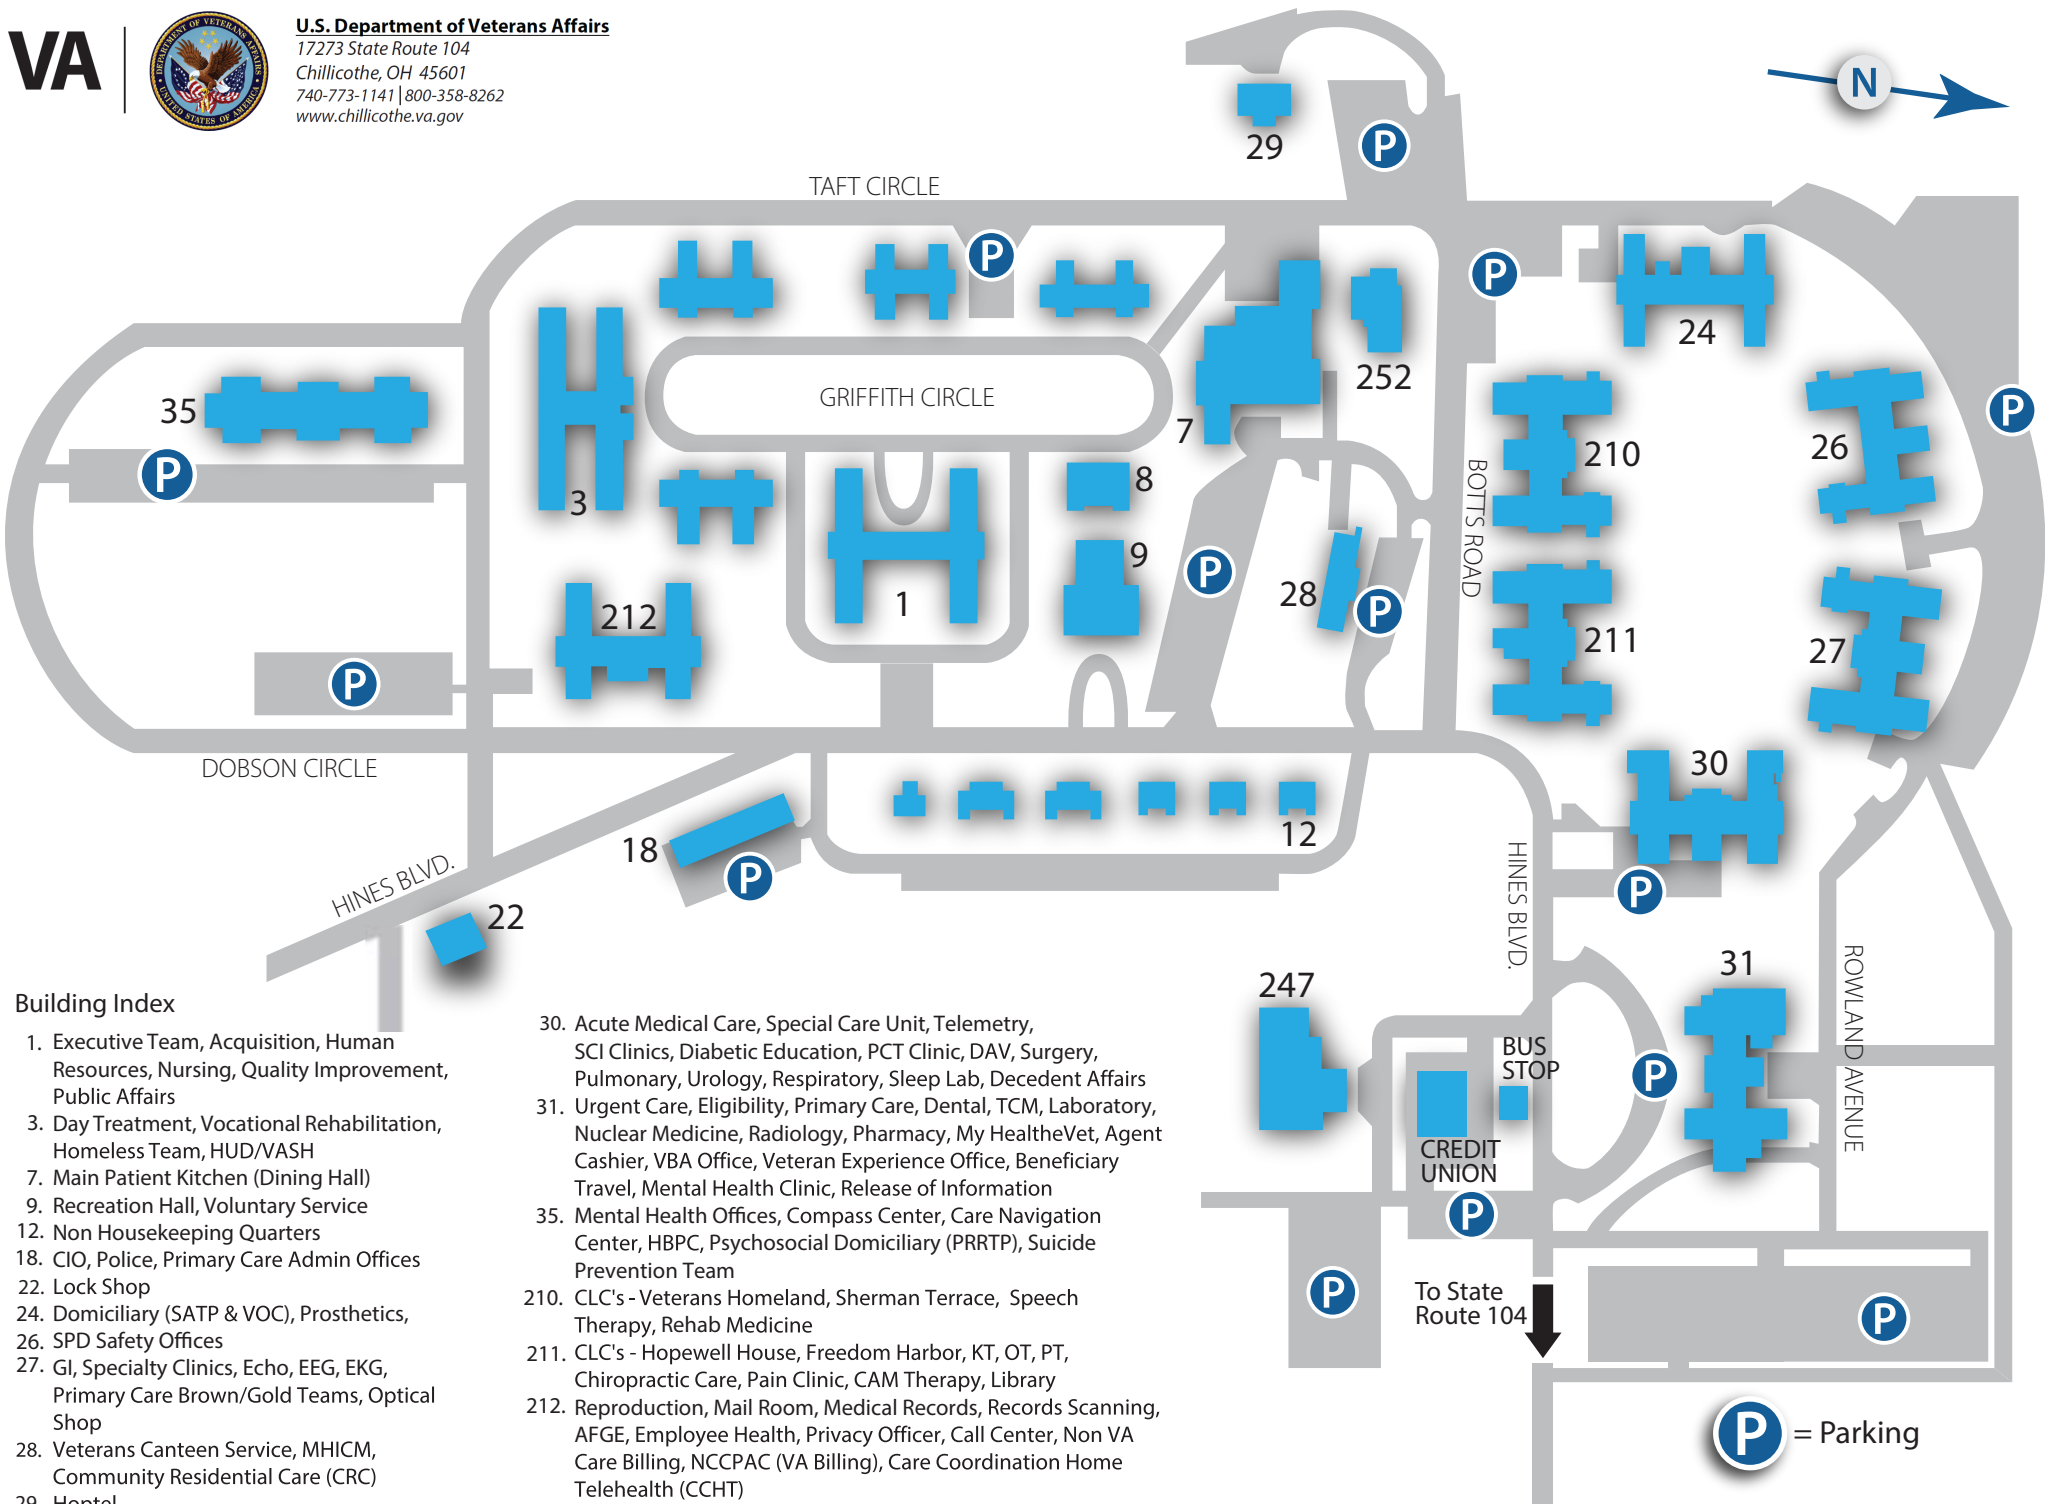 VA
DEPARTMENT OF VETERANS AFFAIRS
UNITED STATES OF AMERICA
U.S. Department of Veterans Affairs
17273 State Route 104
Chillicothe, OH 45601
740-773-1141|800-358-8262
www.chillicothe.va.gov
N
29
P
TAFT CIRCLE
P
P
24
252
35
GRIFFITH CIRCLE
7
210
26
P
P
3
8
BOTTS ROAD
9
P
28
P
1
212
211
27
P
DOBSON CIRCLE
30
12
18
P
HINES BLVD.
22
HINES BLVD.
P
ROWLAND AVENUE
31
247
BUS
STOP
P
CREDIT
UNION
P
P
To State
Route 104
P
P = Parking
Building Index
1. Executive Team, Acquisition, Human
Resources, Nursing, Quality Improvement,
Public Affairs
3. Day Treatment, Vocational Rehabilitation,
Homeless Team, HUD/VASH
7. Main Patient Kitchen (Dining Hall)
9. Recreation Hall, Voluntary Service
12. Non Housekeeping Quarters
18. CIO, Police, Primary Care Admin Offices
22. Lock Shop
24. Domiciliary (SATP & VOC), Prosthetics,
26. SPD Safety Offices
27. GI, Specialty Clinics, Echo, EEG, EKG,
Primary Care Brown/Gold Teams, Optical
Shop
28. Veterans Canteen Service, MHICM,
Community Residential Care (CRC)
29. Hoptel
30. Acute Medical Care, Special Care Unit, Telemetry,
SCI Clinics, Diabetic Education, PCT Clinic, DAV, Surgery,
Pulmonary, Urology, Respiratory, Sleep Lab, Decedent Affairs
31. Urgent Care, Eligibility, Primary Care, Dental, TCM, Laboratory,
Nuclear Medicine, Radiology, Pharmacy, My HealtheVet, Agent
Cashier, VBA Office, Veteran Experience Office, Beneficiary
Travel, Mental Health Clinic, Release of Information
35. Mental Health Offices, Compass Center, Care Navigation
Center, HBPC, Psychosocial Domiciliary (PRRTP), Suicide
Prevention Team
210. CLC's - Veterans Homeland, Sherman Terrace, Speech
Therapy, Rehab Medicine
211. CLC's - Hopewell House, Freedom Harbor, KT, OT, PT,
Chiropractic Care, Pain Clinic, CAM Therapy, Library
212. Reproduction, Mail Room, Medical Records, Records Scanning,
AFGE, Employee Health, Privacy Officer, Call Center, Non VA
Care Billing, NCCPAC (VA Billing), Care Coordination Home
Telehealth (CCHT)